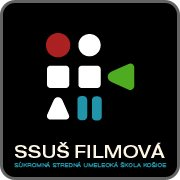 SSUŠ FILMOVÁ
SÚKROMNÁ STREDNÁ UMELECKÁ ŠKOLA KOŠICE